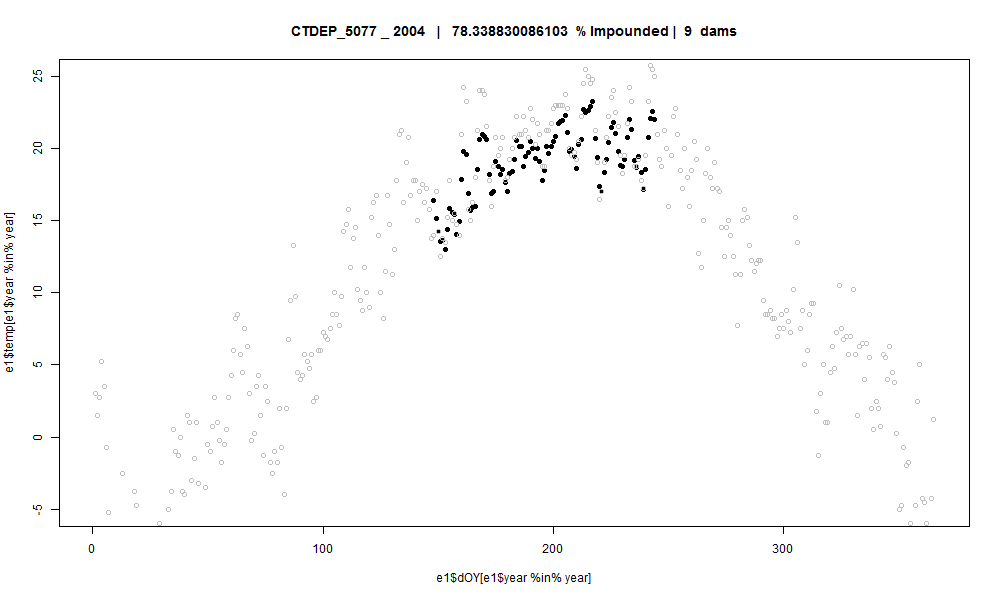 CTDEP_5077 _ 2004 | 78.338830086103 % Impounded | 9 dams
e1$temp[e1$year %in% year]
25
20
15
10
5
0
-5
0 100 200 300
e1$dOY[e1$year %in% year]